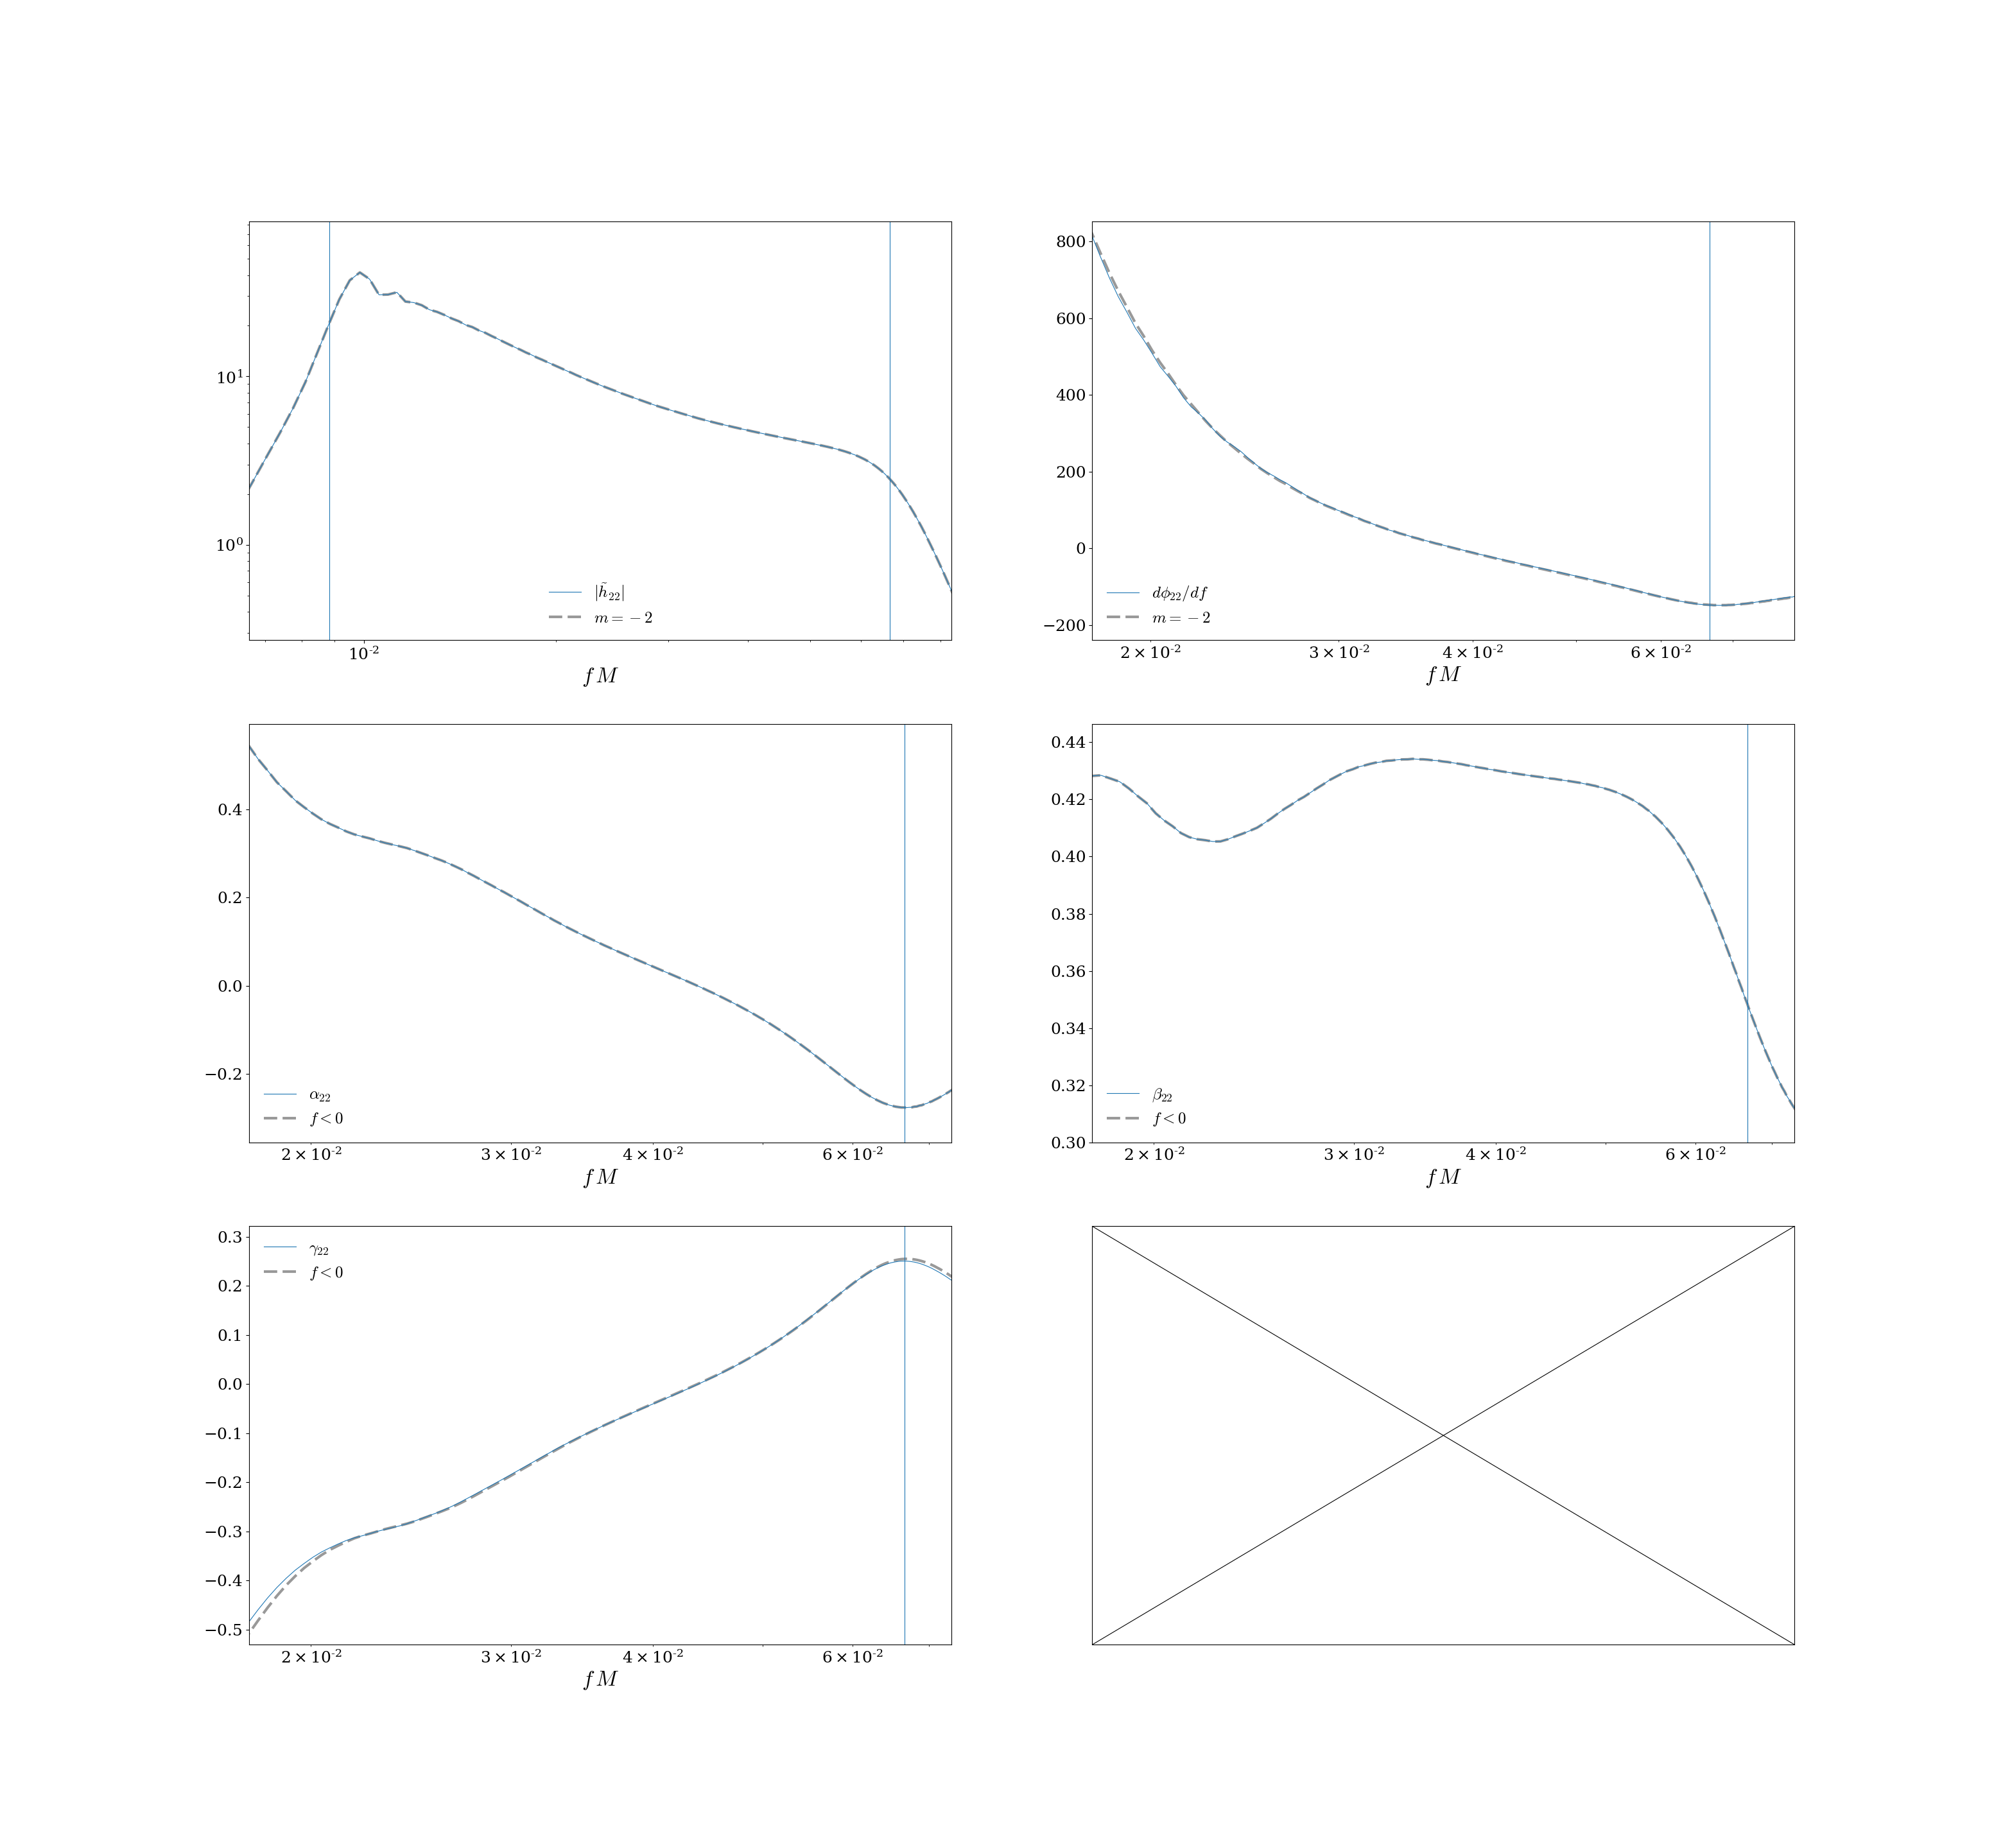 10¹
10⁰
|h̃₂₂|
m = −2
10⁻²
f M
800
600
400
200
0
−200
dϕ₂₂/df
m = −2
2 × 10⁻² 3 × 10⁻² 4 × 10⁻² 6 × 10⁻²
f M
0.4
0.2
0.0
−0.2
α₂₂
f < 0
2 × 10⁻² 3 × 10⁻² 4 × 10⁻² 6 × 10⁻²
f M
0.44
0.42
0.40
0.38
0.36
0.34
0.32
0.30
β₂₂
f < 0
2 × 10⁻² 3 × 10⁻² 4 × 10⁻² 6 × 10⁻²
f M
0.3
0.2
0.1
0.0
−0.1
−0.2
−0.3
−0.4
−0.5
γ₂₂
f < 0
2 × 10⁻² 3 × 10⁻² 4 × 10⁻² 6 × 10⁻²
f M